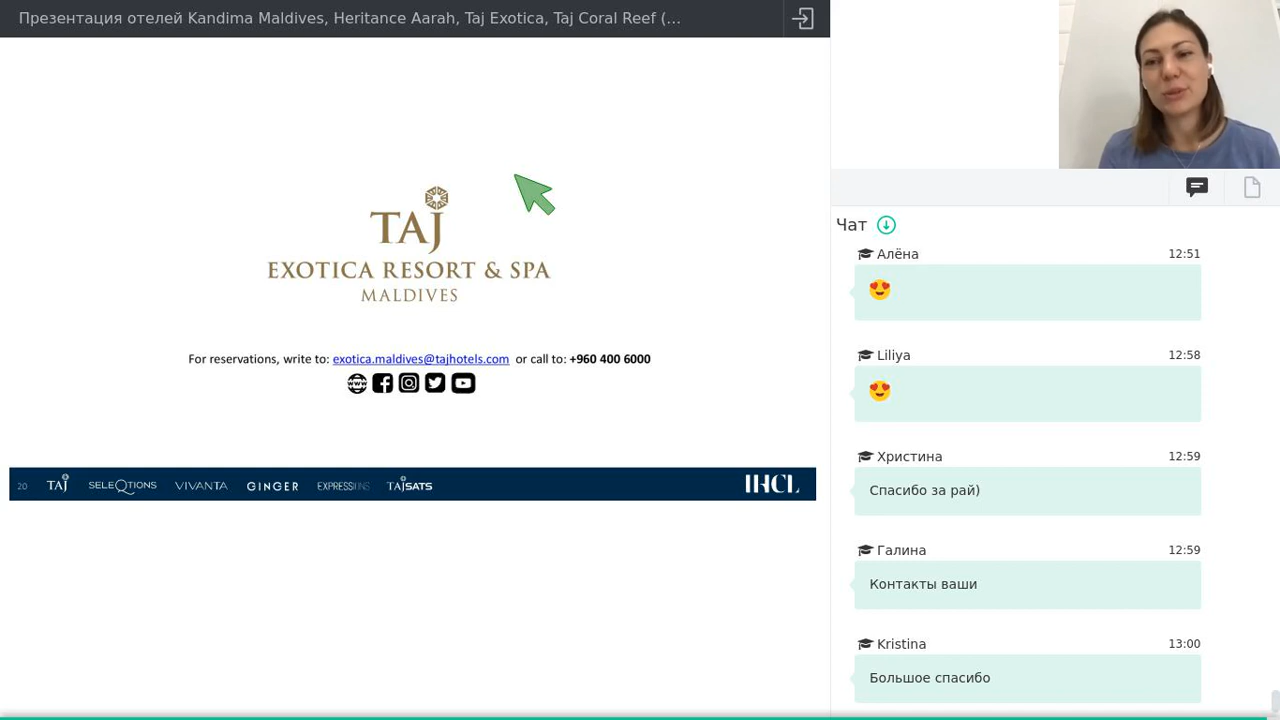 Презентация отелей Kandima Maldives, Heritance Aarah, Taj Exotica, Taj Coral Reef (...
TAJ
EXOTICA RESORT & SPA
MALDIVES
For reservations, write to: exotica.maldives@tajhotels.com or call to: +960 400 6000
www
20 TAJ SELEQTIONS VIVANTA GINGER EXPRESSIONS TAJSATS IHCL
Чат
Алёна 12:51
Liliya 12:58
Христина 12:59
Спасибо за рай)
Галина 12:59
Контакты ваши
Kristina 13:00
Большое спасибо